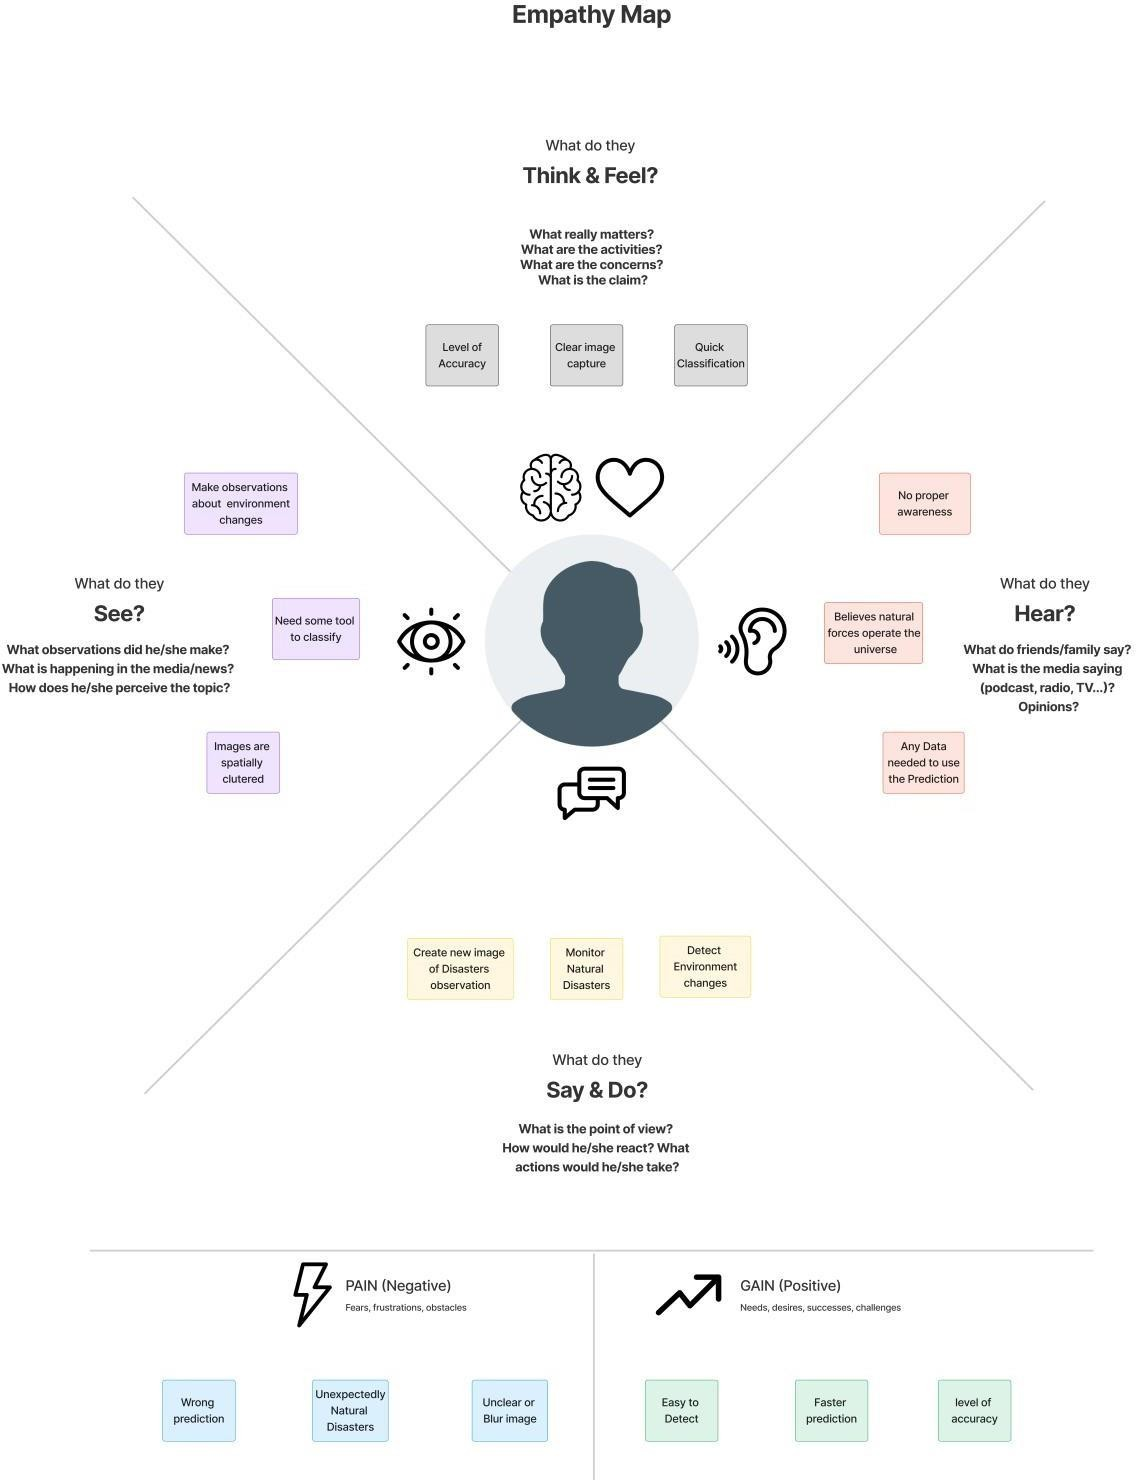 Empathy Map
What do they
Think & Feel?
What really matters?
What are the activities?
What are the concerns?
What is the claim?
Level of
Accuracy
Clear image
capture
Quick
Classification
Make observations
about environment
changes
No proper
awareness
What do they
See?
What observations did he/she make?
What is happening in the media/news?
How does he/she perceive the topic?
Need some tool
to classify
Believes natural
forces operate the
universe
What do they
Hear?
What do friends/family say?
What is the media saying
(podcast, radio, TV...)?
Opinions?
Images are
spatially
clutered
Any Data
needed to use
the Prediction
Create new image
of Disasters
observation
Monitor
Natural
Disasters
Detect
Environment
changes
What do they
Say & Do?
What is the point of view?
How would he/she react? What
actions would he/she take?
PAIN (Negative)
Fears, frustrations, obstacles
GAIN (Positive)
Needs, desires, successes, challenges
Wrong
prediction
Unexpectedly
Natural
Disasters
Unclear or
Blur image
Easy to
Detect
Faster
prediction
level of
accuracy